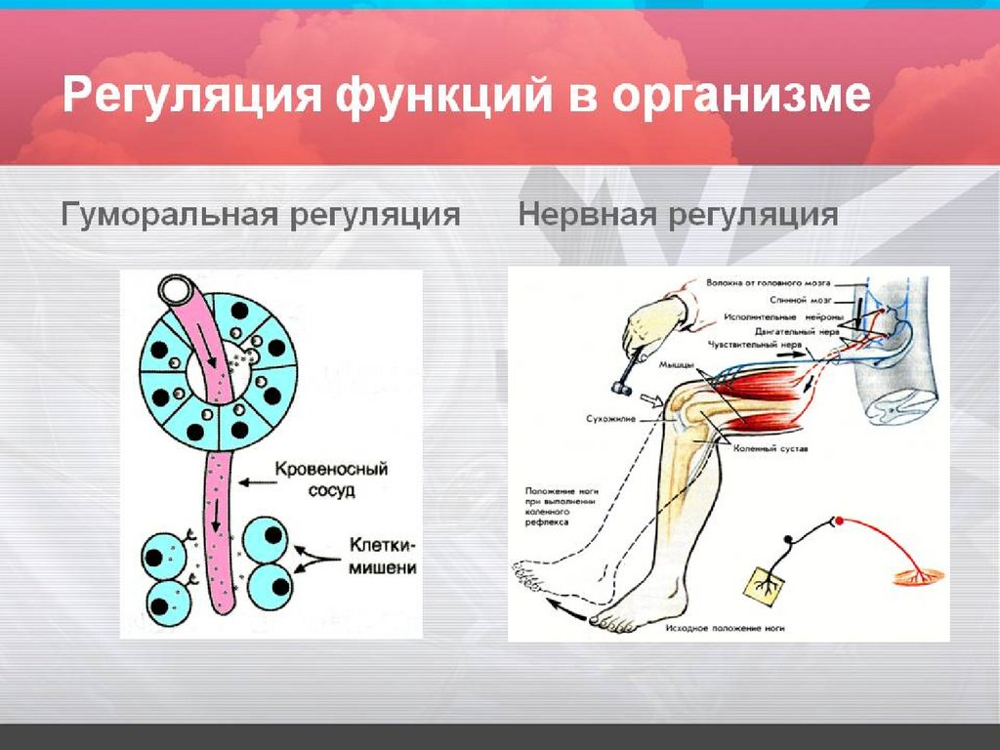 Регуляция функций в организме
Гуморальная регуляция
Нервная регуляция
Кровеносный
сосуд
Клетки-
мишени
Волокна от головного мозга
Спинной мозг
Исполнительные нейроны
Двигательный нерв
Чувствительный нерв
Мышцы
Сухожилие
Коленный сустав
Положение ноги
при выполнении
коленного
рефлекса
Исходное положение ноги